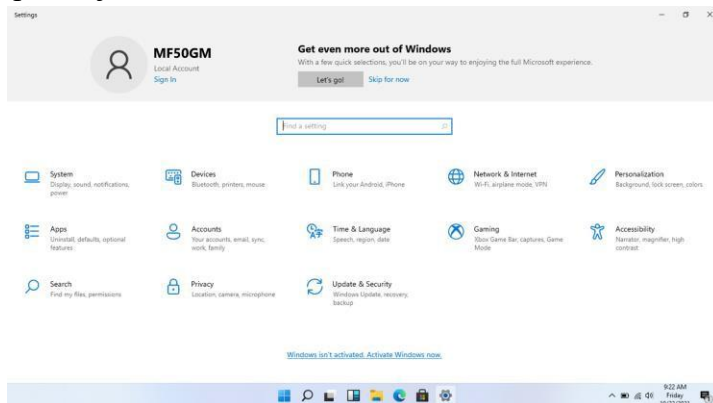 Settings
MF50GM
Local Account
Sign In
Get even more out of Windows
With a few quick selections, you'll be on your way to enjoying the full Microsoft experience.
Let's go!
Skip for now
Find a setting
System
Display, sound, notifications,
power
Devices
Bluetooth, printers, mouse
Phone
Link your Android, iPhone
Network & Internet
Wi-Fi, airplane mode, VPN
Personalization
Background, lock screen, colors
Apps
Uninstall, defaults, optional
features
Accounts
Your accounts, email, sync,
work, family
Time & Language
Speech, region, date
Gaming
Xbox Game Bar, captures, Game
Mode
Accessibility
Narrator, magnifier, high
contrast
Search
Find my files, permissions
Privacy
Location, camera, microphone
Update & Security
Windows Update, recovery,
backup
Windows isn't activated. Activate Windows now.
9:22 AM
Friday